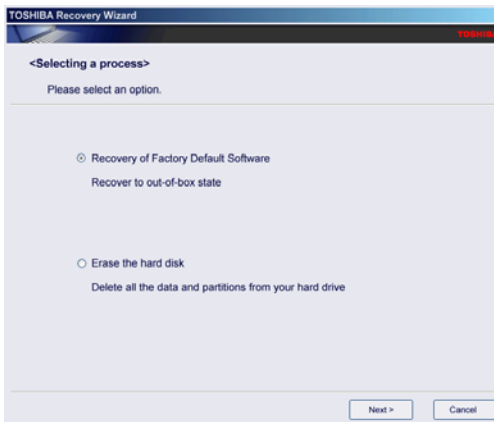 TOSHIBA Recovery Wizard
TOSHIBA
<Selecting a process>
Please select an option.
Recovery of Factory Default Software
Recover to out-of-box state
Erase the hard disk
Delete all the data and partitions from your hard drive
Next >
Cancel